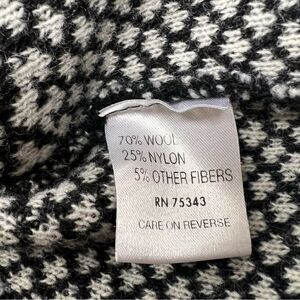 70% WOOL
25% NYLON
5% OTHER FIBERS
RN 75343
CARE ON REVERSE